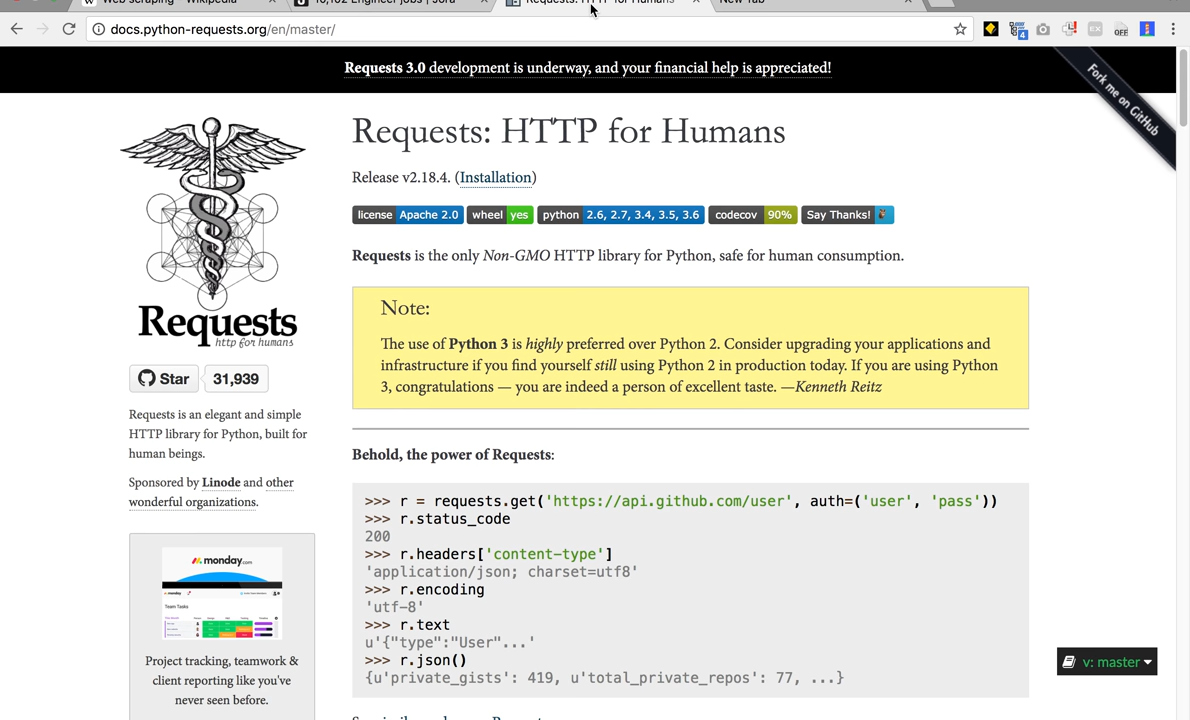 Web scraping - Wikipedia
10,102 Engineer jobs | Jora
Requests: HTTP for Humans
New Tab
docs.python-requests.org/en/master/
4
EX
OFF
Requests 3.0 development is underway, and your financial help is appreciated!
Fork me on GitHub
Requests: HTTP for Humans
Release v2.18.4. (Installation)
license Apache 2.0 wheel yes python 2.6, 2.7, 3.4, 3.5, 3.6 codecov 90% Say Thanks!
Requests is the only Non-GMO HTTP library for Python, safe for human consumption.
Note:
The use of Python 3 is highly preferred over Python 2. Consider upgrading your applications and
infrastructure if you find yourself still using Python 2 in production today. If you are using Python
3, congratulations — you are indeed a person of excellent taste. —Kenneth Reitz
Behold, the power of Requests:
>>> r = requests.get('https://api.github.com/user', auth=('user', 'pass'))
>>> r.status_code
200
>>> r.headers['content-type']
'application/json; charset=utf8'
>>> r.encoding
'utf-8'
>>> r.text
u'{"type":"User"...'
>>> r.json()
{u'private_gists': 419, u'total_private_repos': 77, ...}
Requests
http for humans
Star 31,939
Requests is an elegant and simple
HTTP library for Python, built for
human beings.
Sponsored by Linode and other
wonderful organizations.
monday.com
monday
Team Tasks
Project tracking, teamwork &
client reporting like you've
never seen before.
v: master